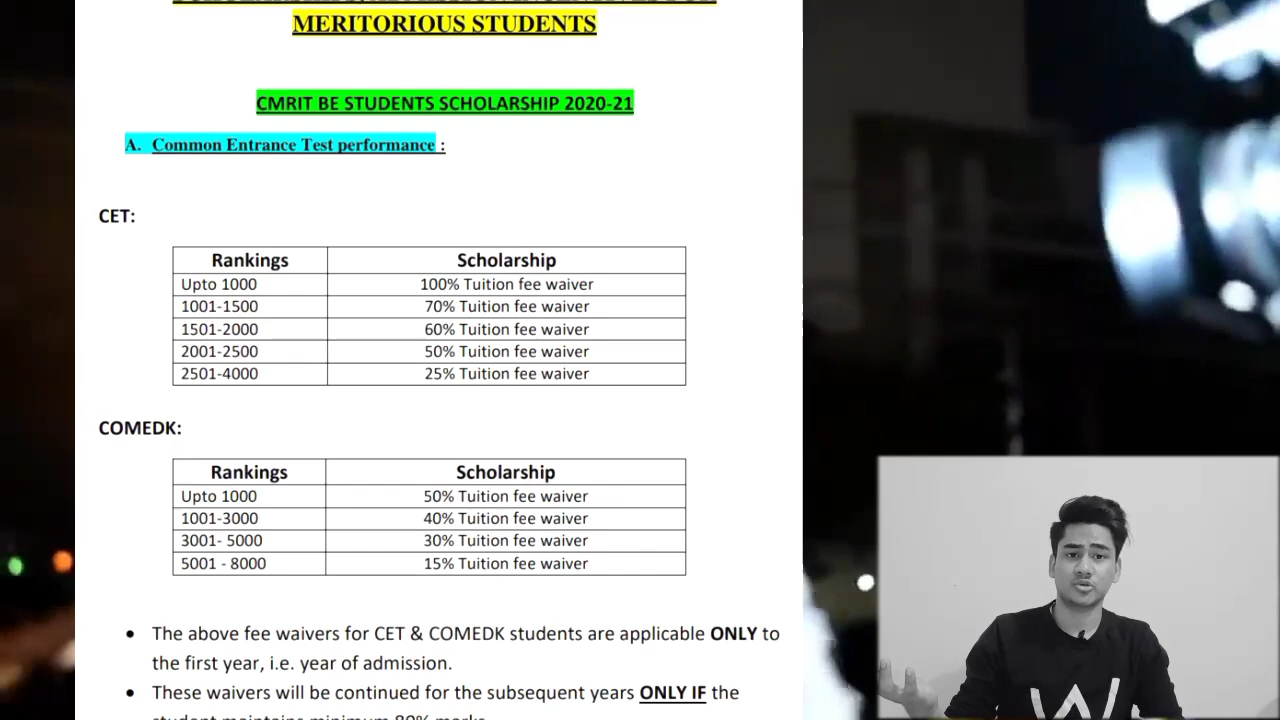 MERITORIOUS STUDENTS
CMRIT BE STUDENTS SCHOLARSHIP 2020-21
A. Common Entrance Test performance :
CET:
Rankings Scholarship
Upto 1000 100% Tuition fee waiver
1001-1500 70% Tuition fee waiver
1501-2000 60% Tuition fee waiver
2001-2500 50% Tuition fee waiver
2501-4000 25% Tuition fee waiver
COMEDK:
Rankings Scholarship
Upto 1000 50% Tuition fee waiver
1001-3000 40% Tuition fee waiver
3001- 5000 30% Tuition fee waiver
5001 - 8000 15% Tuition fee waiver
• The above fee waivers for CET & COMEDK students are applicable ONLY to
the first year, i.e. year of admission.
• These waivers will be continued for the subsequent years ONLY IF the
student maintains minimum 80% marks